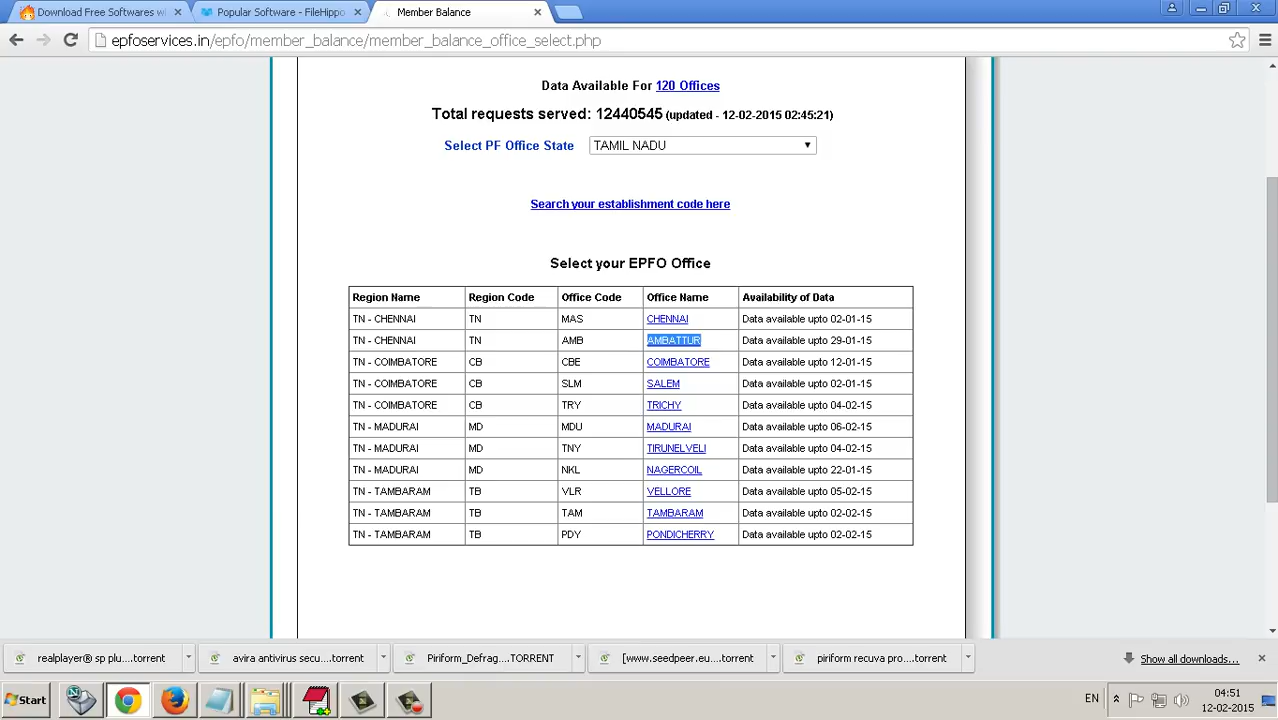 Download Free Softwares wi
Popular Software - FileHippo
Member Balance
epfoservices.in/epfo/member_balance/member_balance_office_select.php
Data Available For 120 Offices
Total requests served: 12440545 (updated - 12-02-2015 02:45:21)
Select PF Office State TAMIL NADU
Search your establishment code here
Select your EPFO Office
Region Name Region Code Office Code Office Name Availability of Data
TN - CHENNAI TN MAS CHENNAI Data available upto 02-01-15
TN - CHENNAI TN AMB AMBATTUR Data available upto 29-01-15
TN - COIMBATORE CB CBE COIMBATORE Data available upto 12-01-15
TN - COIMBATORE CB SLM SALEM Data available upto 02-01-15
TN - COIMBATORE CB TRY TRICHY Data available upto 04-02-15
TN - MADURAI MD MDU MADURAI Data available upto 06-02-15
TN - MADURAI MD TNY TIRUNELVELI Data available upto 04-02-15
TN - MADURAI MD NKL NAGERCOIL Data available upto 22-01-15
TN - TAMBARAM TB VLR VELLORE Data available upto 05-02-15
TN - TAMBARAM TB TAM TAMBARAM Data available upto 02-02-15
TN - TAMBARAM TB PDY PONDICHERRY Data available upto 02-02-15
realplayer® sp plu....torrent
avira antivirus secu....torrent
Piriform_Defrag....TORRENT
[www.seedpeer.eu....torrent
piriform recuva pro....torrent
Show all downloads...
Start
EN
04:51
12-02-2015